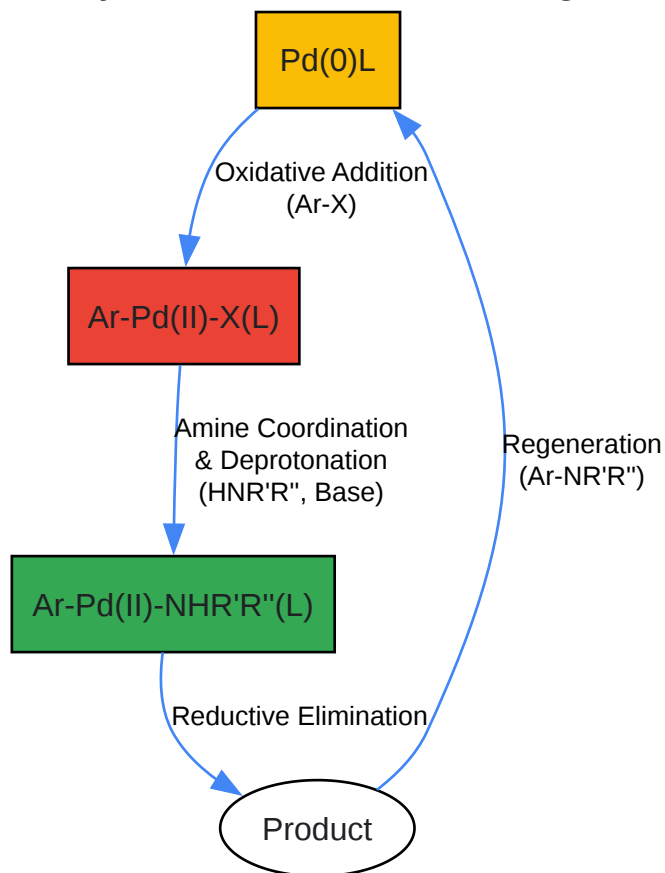 Pd(0)L
Oxidative Addition
(Ar-X)
Ar-Pd(II)-X(L)
Amine Coordination
& Deprotonation
(HNR'R'', Base)
Regeneration
(Ar-NR'R'')
Ar-Pd(II)-NHR'R''(L)
Reductive Elimination
Product